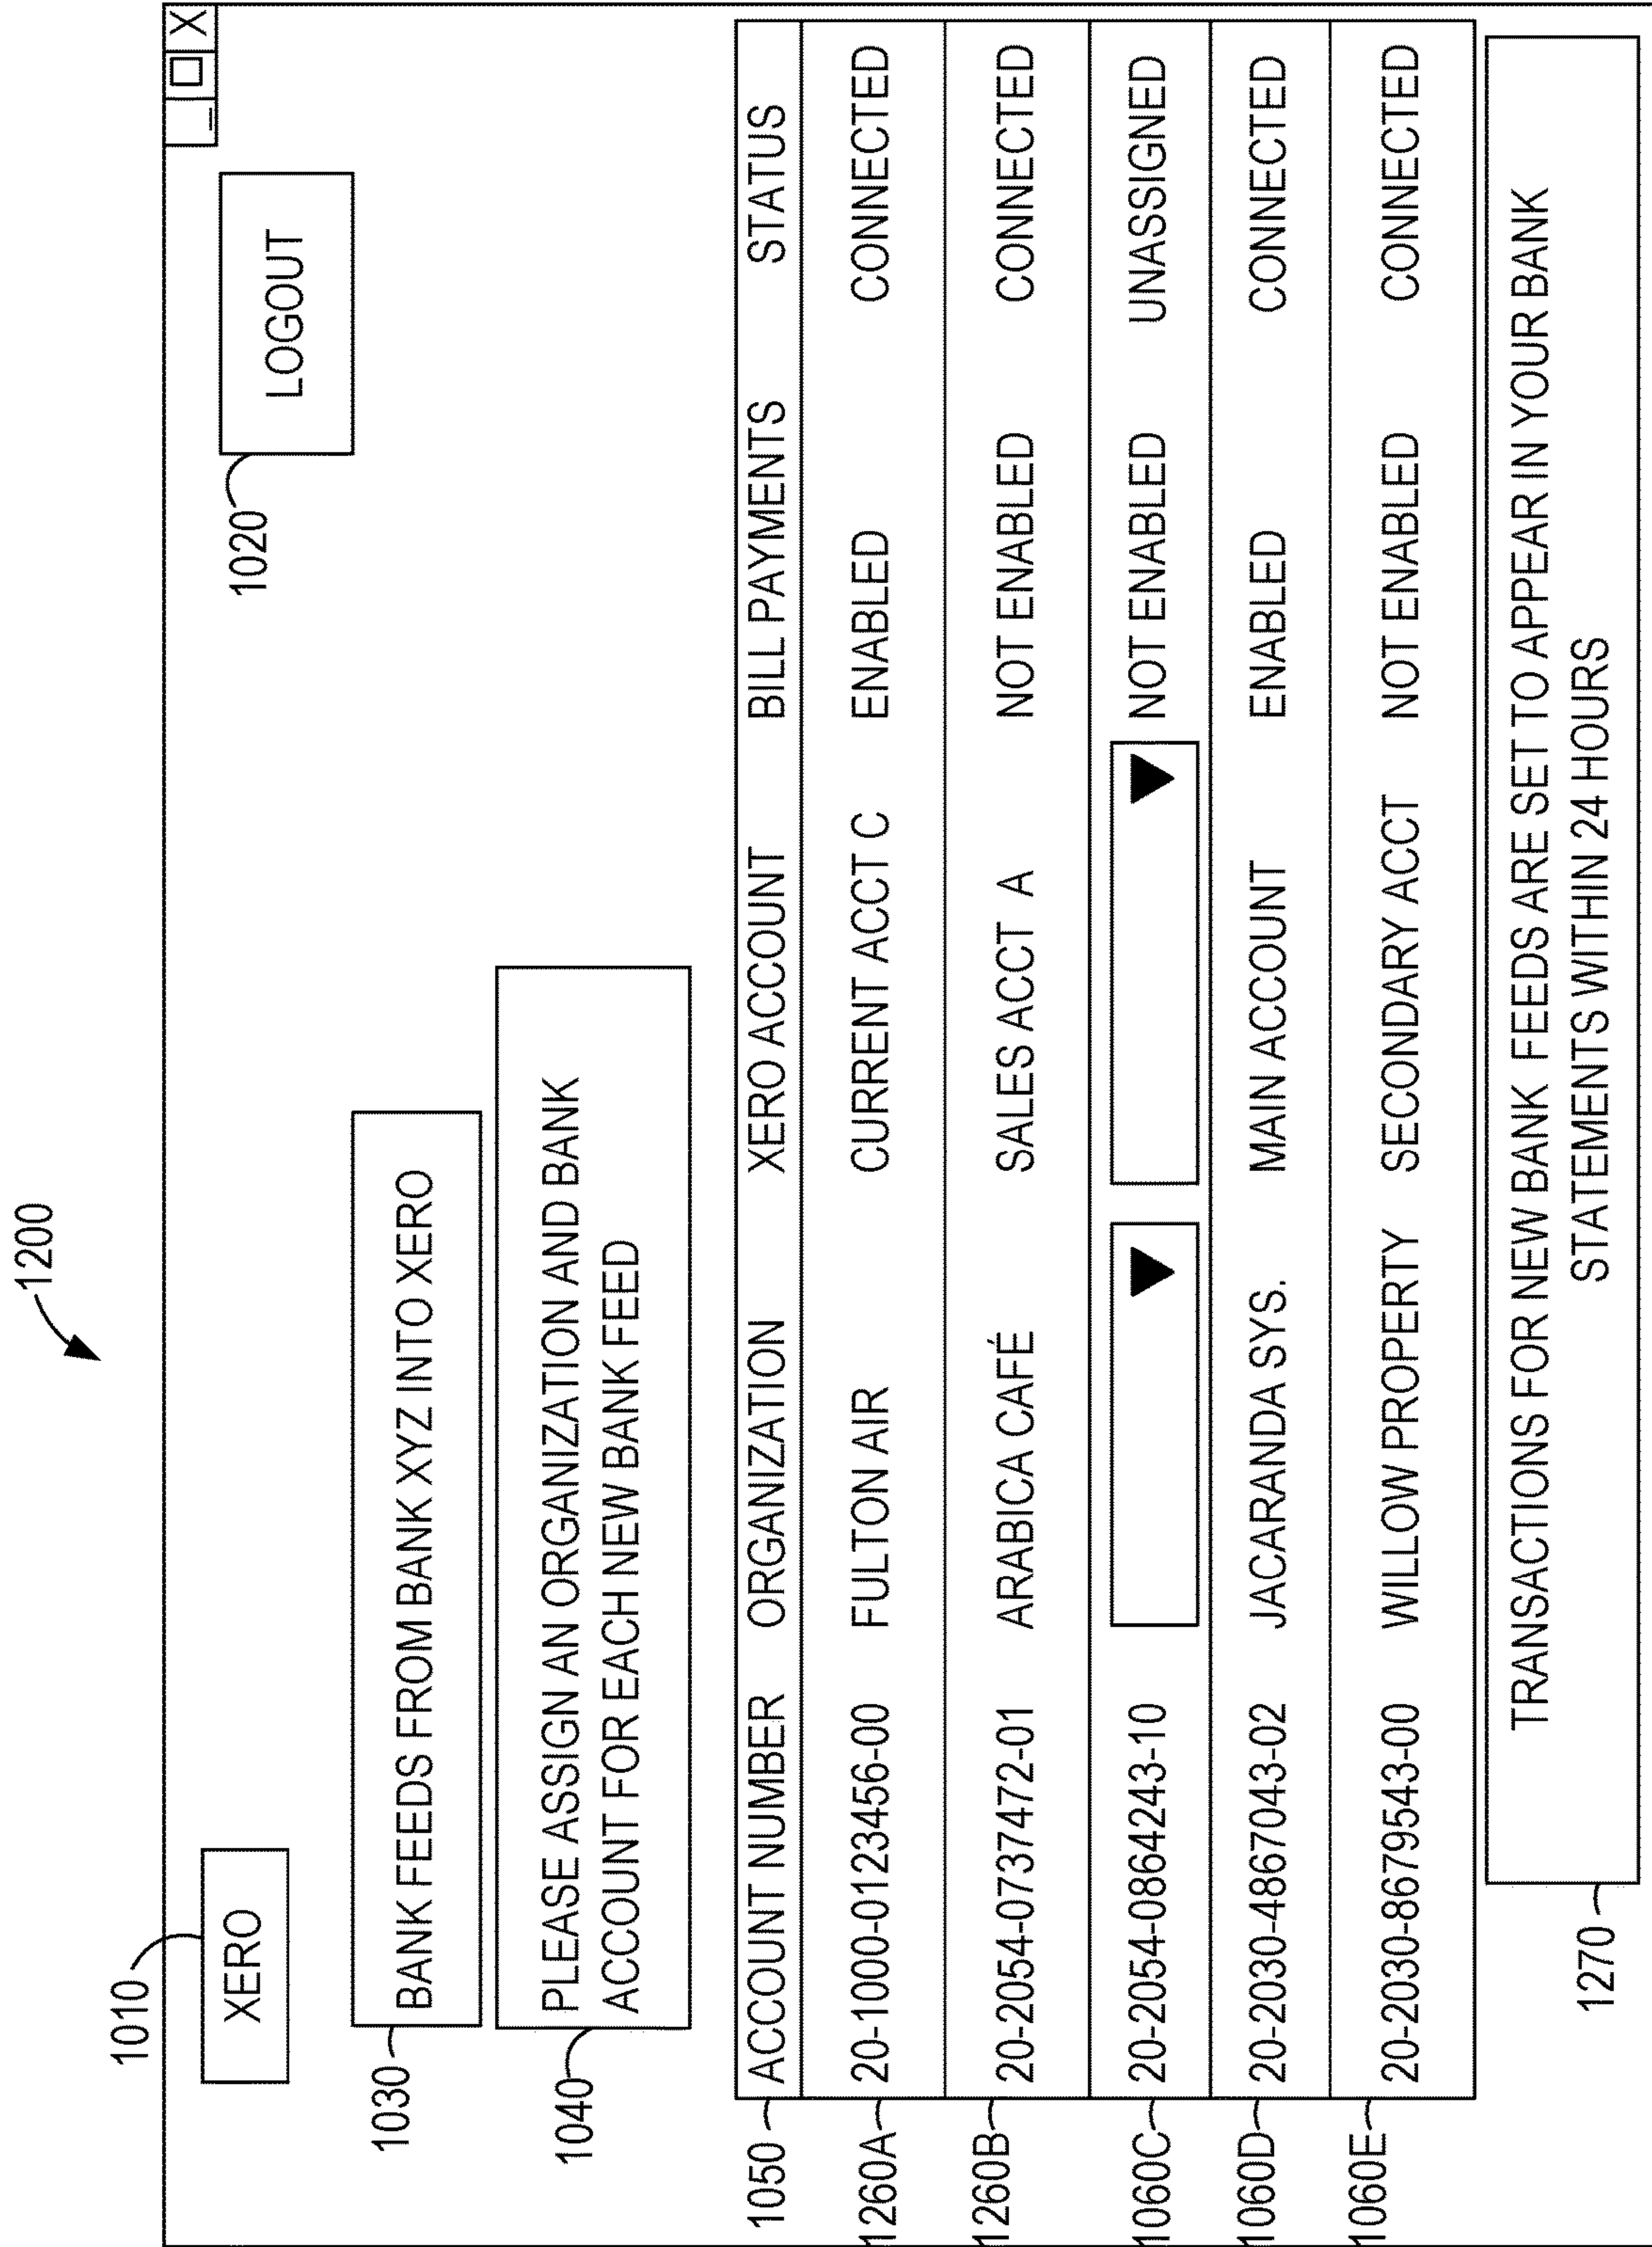 1200
1010
XERO
1020
LOGOUT
_ X
1030
BANK FEEDS FROM BANK XYZ INTO XERO
1040
PLEASE ASSIGN AN ORGANIZATION AND BANK
ACCOUNT FOR EACH NEW BANK FEED
1050 ACCOUNT NUMBER ORGANIZATION XERO ACCOUNT BILL PAYMENTS STATUS
1260A 20-1000-0123456-00 FULTON AIR CURRENT ACCT C ENABLED CONNECTED
1260B 20-2054-0737472-01 ARABICA CAFÉ SALES ACCT A NOT ENABLED CONNECTED
1060C 20-2054-0864243-10 NOT ENABLED UNASSIGNED
1060D 20-2030-4867043-02 JACARANDA SYS. MAIN ACCOUNT ENABLED CONNECTED
1060E 20-2030-8679543-00 WILLOW PROPERTY SECONDARY ACCT NOT ENABLED CONNECTED
1270
TRANSACTIONS FOR NEW BANK FEEDS ARE SET TO APPEAR IN YOUR BANK
STATEMENTS WITHIN 24 HOURS